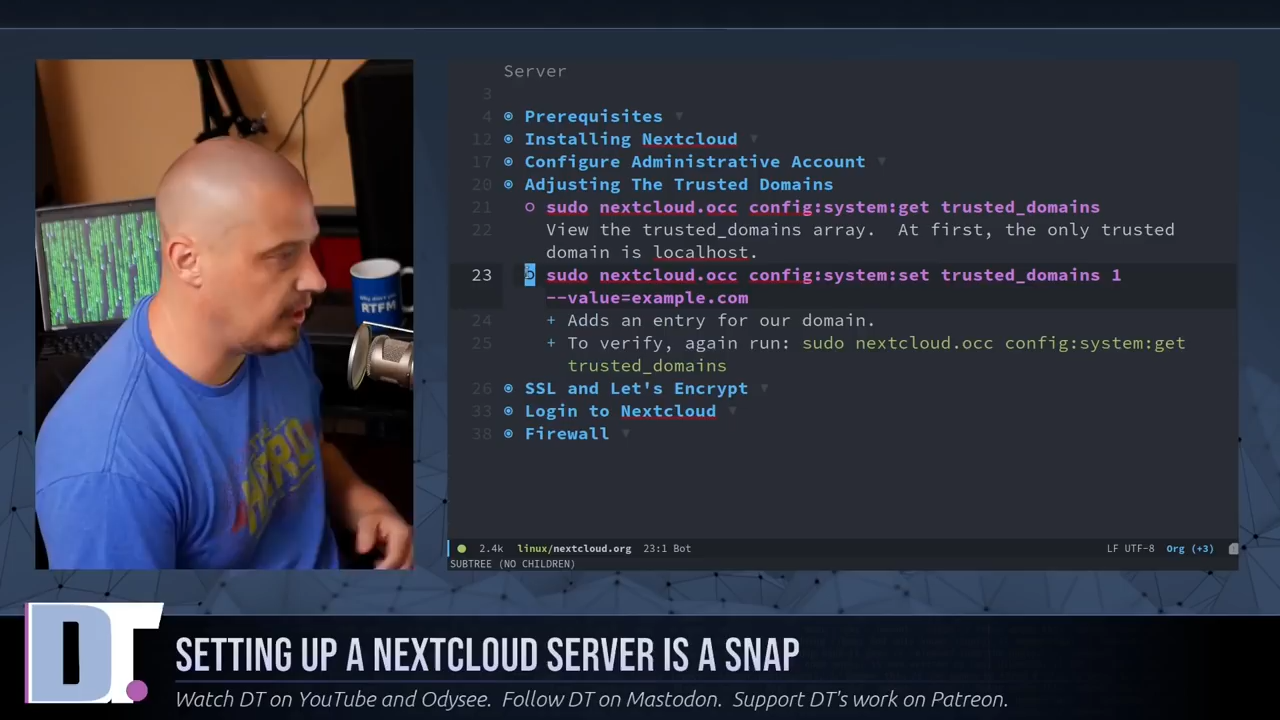 Server
3
4 Prerequisites
12 Installing Nextcloud
17 Configure Administrative Account
20 Adjusting The Trusted Domains
21 sudo nextcloud.occ config:system:get trusted_domains
22 View the trusted_domains array. At first, the only trusted
domain is localhost.
23 sudo nextcloud.occ config:system:set trusted_domains 1
--value=example.com
24 + Adds an entry for our domain.
25 + To verify, again run: sudo nextcloud.occ config:system:get
trusted_domains
26 SSL and Let's Encrypt
33 Login to Nextcloud
38 Firewall
2.4k linux/nextcloud.org 23:1 Bot LF UTF-8 Org (+3)
SUBTREE (NO CHILDREN)
RTFM
DT.
SETTING UP A NEXTCLOUD SERVER IS A SNAP
Watch DT on YouTube and Odysee. Follow DT on Mastodon. Support DT's work on Patreon.